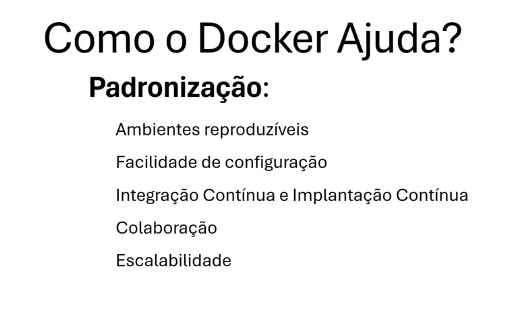 Como o Docker Ajuda?
Padronização:
Ambientes reproduzíveis
Facilidade de configuração
Integração Contínua e Implantação Contínua
Colaboração
Escalabilidade